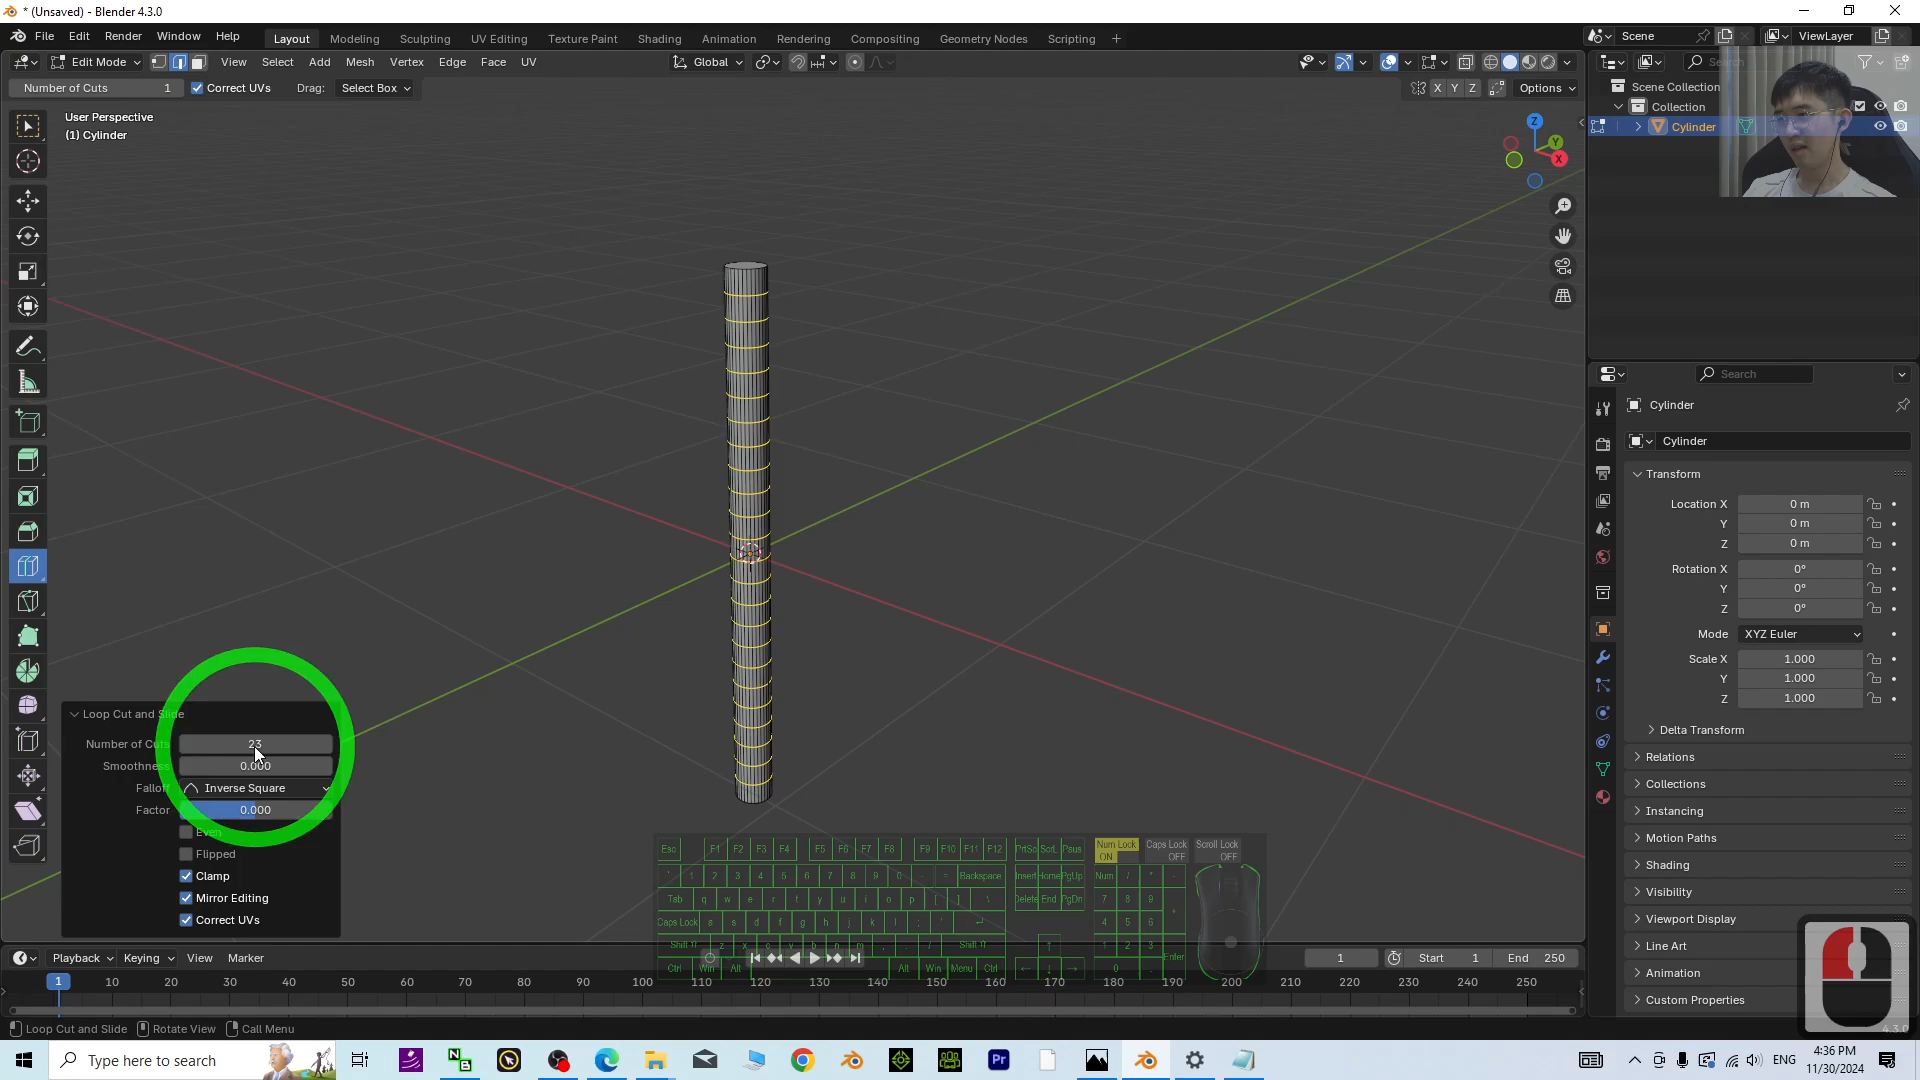 * (Unsaved) - Blender 4.3.0
File Edit Render Window Help Layout Modeling Sculpting UV Editing Texture Paint Shading Animation Rendering Compositing Geometry Nodes Scripting + Scene ViewLayer
Edit Mode View Select Add Mesh Vertex Edge Face UV Global Search
Number of Cuts 1 Correct UVs Drag: Select Box X Y Z Options
Scene Collection
Collection
Cylinder
User Perspective
(1) Cylinder
Z
Y
X
Search
Cylinder
Cylinder
Transform
Location X 0 m
Y 0 m
Z 0 m
Rotation X 0°
Y 0°
Z 0°
Mode XYZ Euler
Scale X 1.000
Y 1.000
Z 1.000
Delta Transform
Relations
Collections
Instancing
Motion Paths
Shading
Visibility
Viewport Display
Line Art
Animation
Custom Properties
Loop Cut and Slide
Number of Cuts 23
Smoothness 0.000
Falloff Inverse Square
Factor 0.000
Even
Flipped
Clamp
Mirror Editing
Correct UVs
Esc F1 F2 F3 F4 F5 F6 F7 F8 F9 F10 F11 F12 PrtSc ScrL Paus Num Lock ON Caps Lock OFF Scroll Lock OFF
1 2 3 4 5 6 7 8 9 0 - = Backspace Insert Home PgUp Num / * -
Tab q w e r t y u i o p [ ] \ Delete End PgDn 7 8 9 +
Caps Lock a s d f g h j k l ; ' 4 5 6
Shift z x c v b n m , . / Shift 1 2 3
Ctrl Win Alt Alt Win Menu Ctrl 0 . Enter
Playback Keying View Marker 1 Start 1 End 250
1 10 20 30 40 50 60 70 80 90 100 110 120 130 140 150 160 170 180 190 200 210 220 230 240 250
Loop Cut and Slide Rotate View Call Menu 4.3.0
Type here to search Pr ENG 4:36 PM
11/30/2024